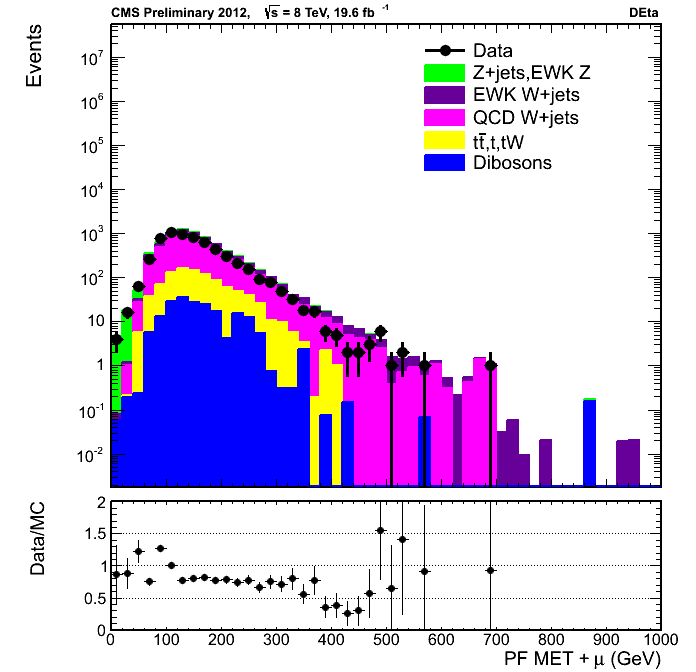 CMS Preliminary 2012, √s = 8 TeV, 19.6 fb⁻¹ DEta
Events
Data
Z+jets,EWK Z
EWK W+jets
QCD W+jets
tt̄,t,tW
Dibosons
10⁷
10⁶
10⁵
10⁴
10³
10²
10
1
10⁻¹
10⁻²
Data/MC
2
1.5
1
0.5
0
0 100 200 300 400 500 600 700 800 900 1000
PF MET + μ (GeV)